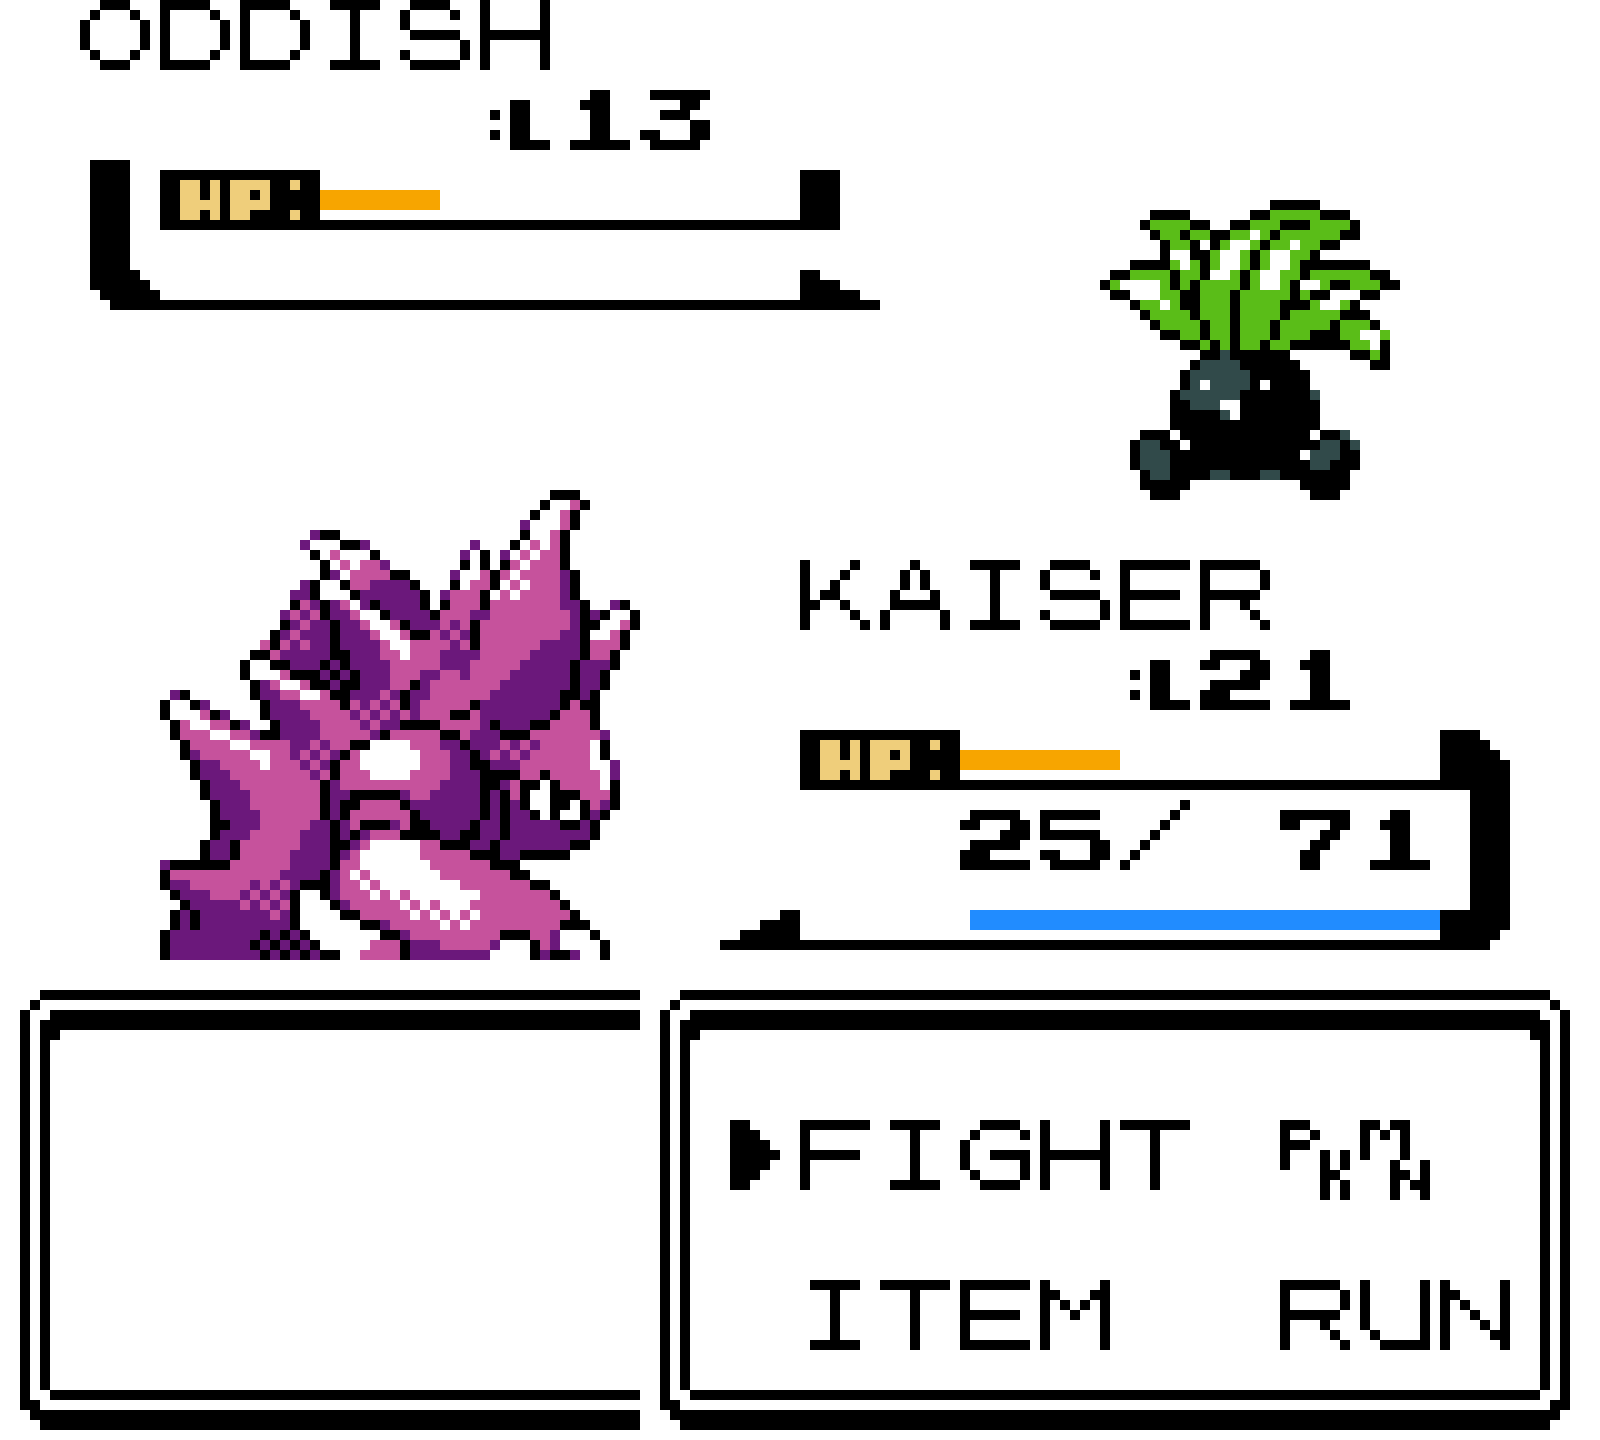 ODDISH
:L13
HP:
KAISER
:L21
HP:
25/ 71
▶FIGHT PKMN
ITEM RUN